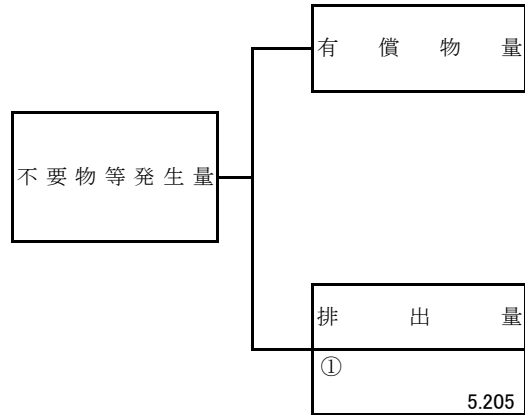 有償物量
不要物等発生量
排出量
①
5.205